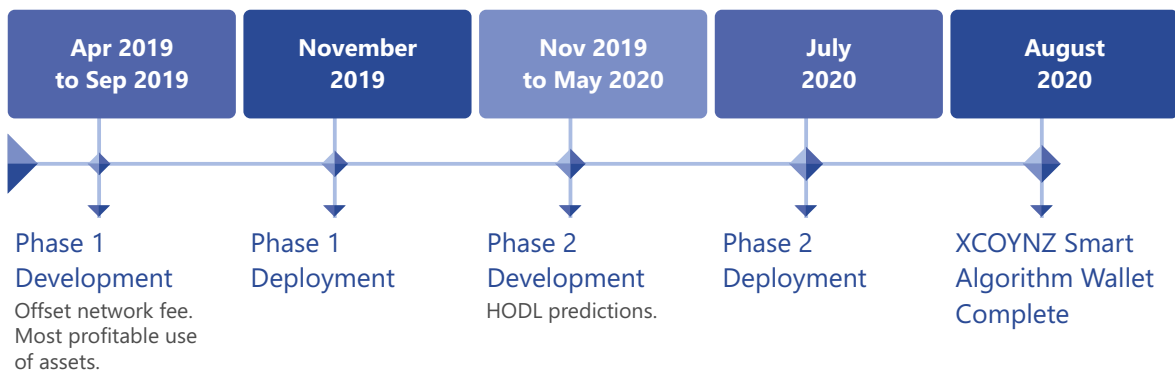 Apr 2019
to Sep 2019
November
2019
Nov 2019
to May 2020
July
2020
August
2020
Phase 1
Development
Offset network fee.
Most profitable use
of assets.
Phase 1
Deployment
Phase 2
Development
HODL predictions.
Phase 2
Deployment
XCOYNZ Smart
Algorithm Wallet
Complete